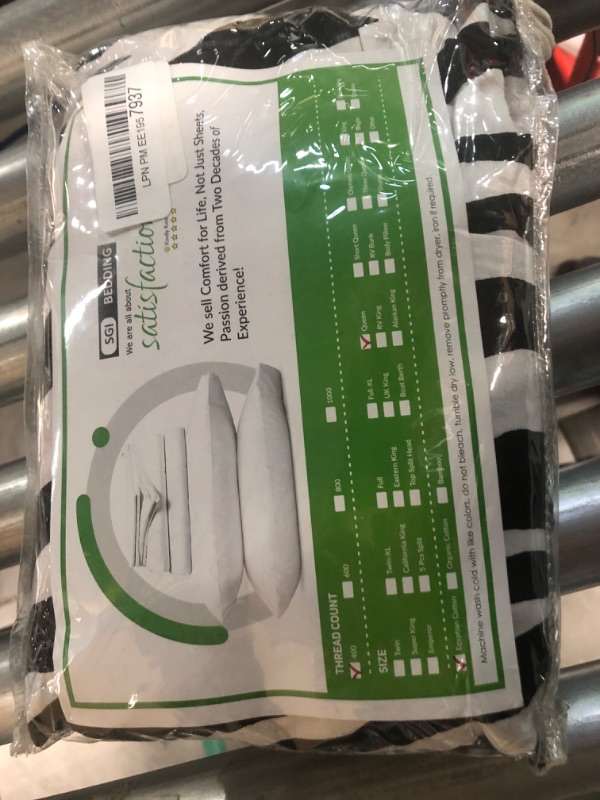 LPN PM EE195 7937
SGI BEDDING
We are all about
satisfaction
We sell Comfort for Life, Not Just Sheets,
Passion derived from Two Decades of
Experience!
THREAD COUNT
400 600 800 1000
SIZE
Twin Twin XL Full Full XL Queen Short Queen
Super King California King Eastern King UK King RV King RV Bunk
Emperor 5 Pcs Split Top Split Head Boat Berth Alaskan King Body Pillow
Egyptian Cotton Organic Cotton Bamboo
Machine wash cold with like colors, do not bleach, tumble dry low, remove promptly from dryer, iron if required.